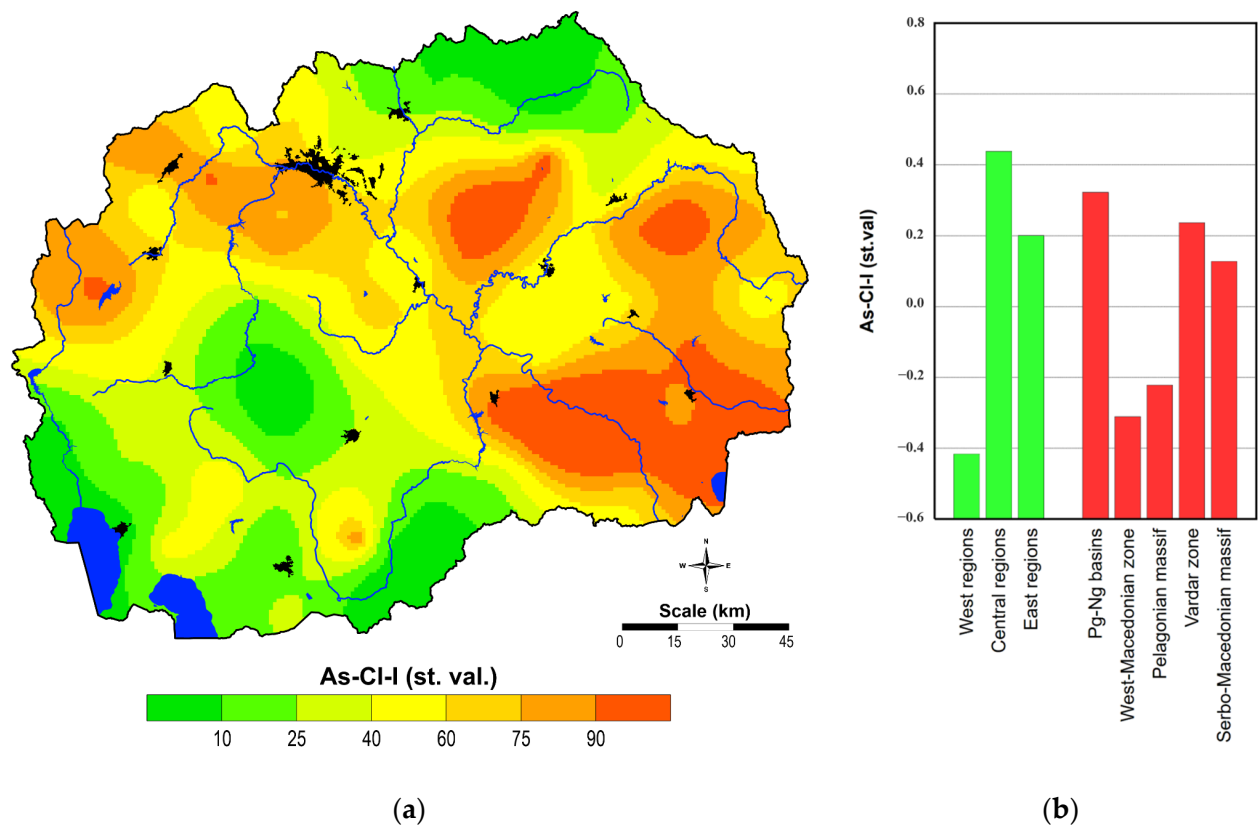 N
W E
S
Scale (km)
0 15 30 45
As-Cl-I (st. val.)
10 25 40 60 75 90
(a)
As-Cl-I (st.val)
0.8
0.6
0.4
0.2
0.0
−0.2
−0.4
−0.6
West regions
Central regions
East regions
Pg-Ng basins
West-Macedonian zone
Pelagonian massif
Vardar zone
Serbo-Macedonian massif
(b)